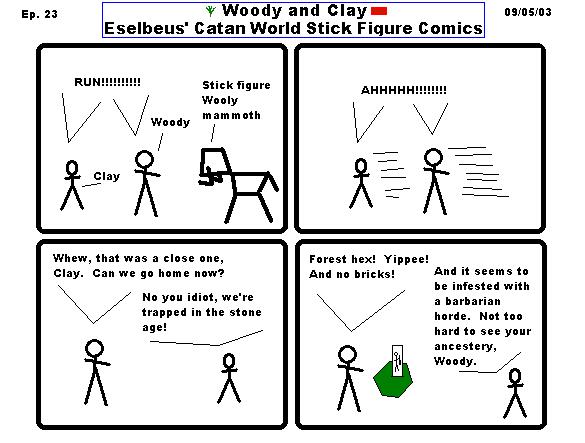 Ep. 23
Woody and Clay
09/05/03
Eselbeus' Catan World Stick Figure Comics
RUN!!!!!!!!!!
Woody
Clay
Stick figure
Wooly
mammoth
AHHHHH!!!!!!!!
Whew, that was a close one,
Clay. Can we go home now?
No you idiot, we're
trapped in the stone
age!
Forest hex! Yippee!
And no bricks!
And it seems to
be infested with
a barbarian
horde. Not too
hard to see your
ancestery,
Woody.